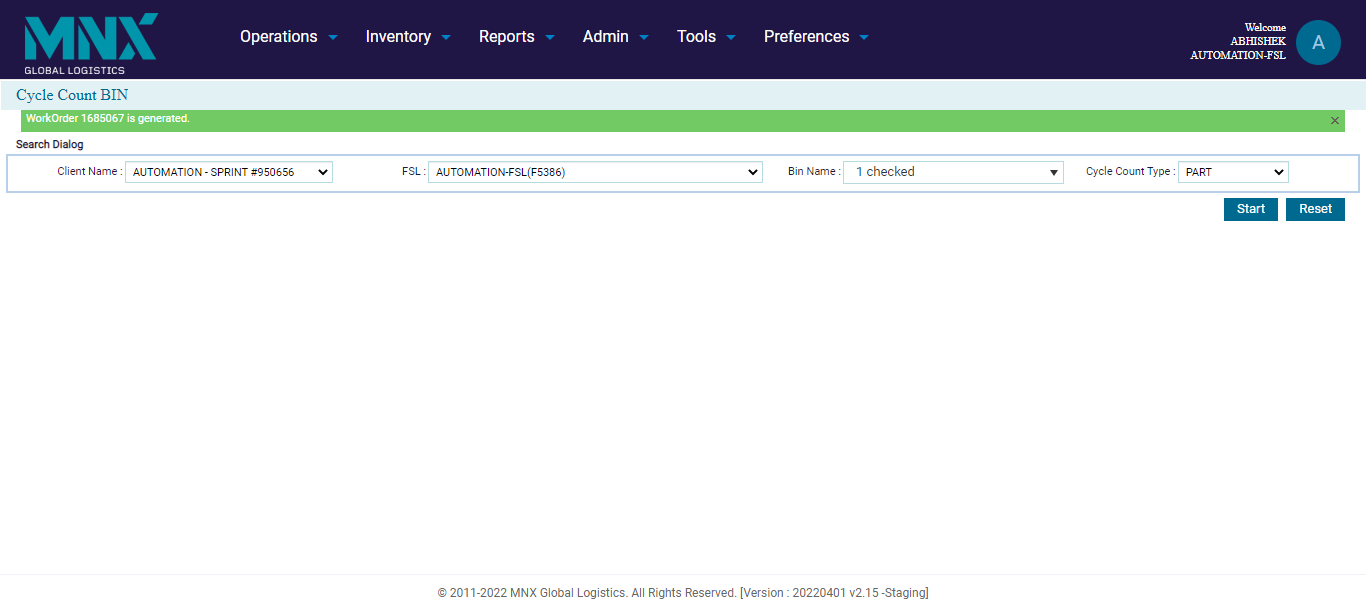 MNX
GLOBAL LOGISTICS
Operations Inventory Reports Admin Tools Preferences
Welcome
ABHISHEK
AUTOMATION-FSL
A
Cycle Count BIN
WorkOrder 1685067 is generated.
×
Search Dialog
Client Name : AUTOMATION - SPRINT #950656 FSL : AUTOMATION-FSL(F5386) Bin Name : 1 checked Cycle Count Type : PART
Start Reset
© 2011-2022 MNX Global Logistics. All Rights Reserved. [Version : 20220401 v2.15 -Staging]